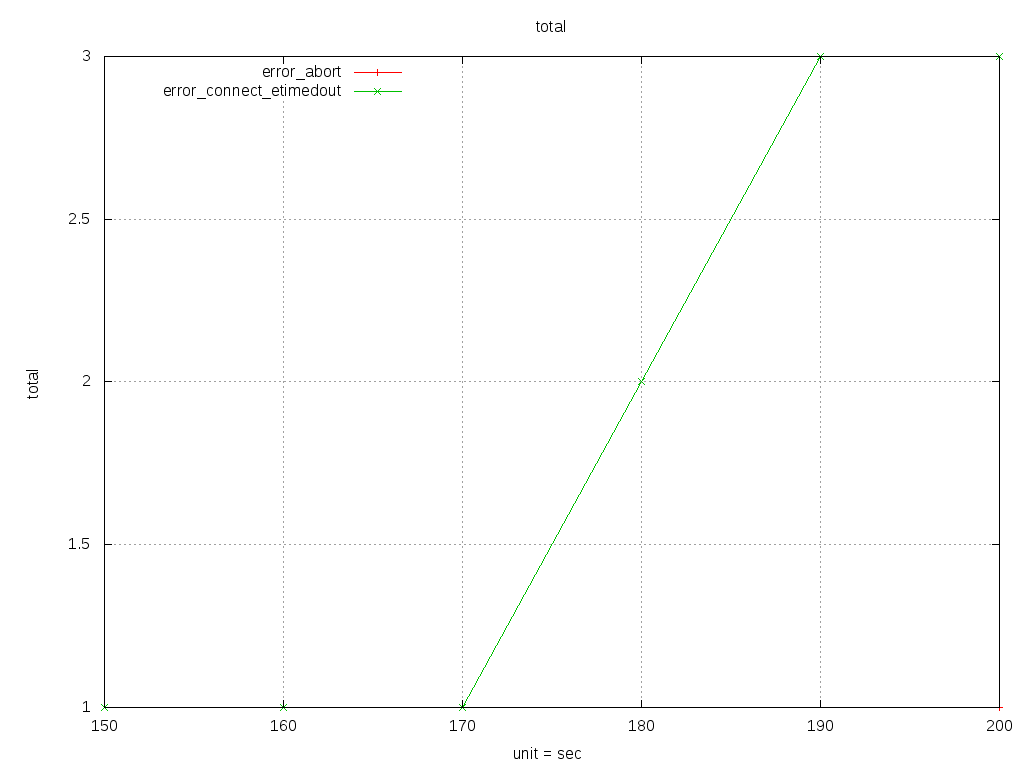 total
3
error_abort
error_connect_etimedout
2.5
2
total
1.5
1
150 160 170 180 190 200
unit = sec